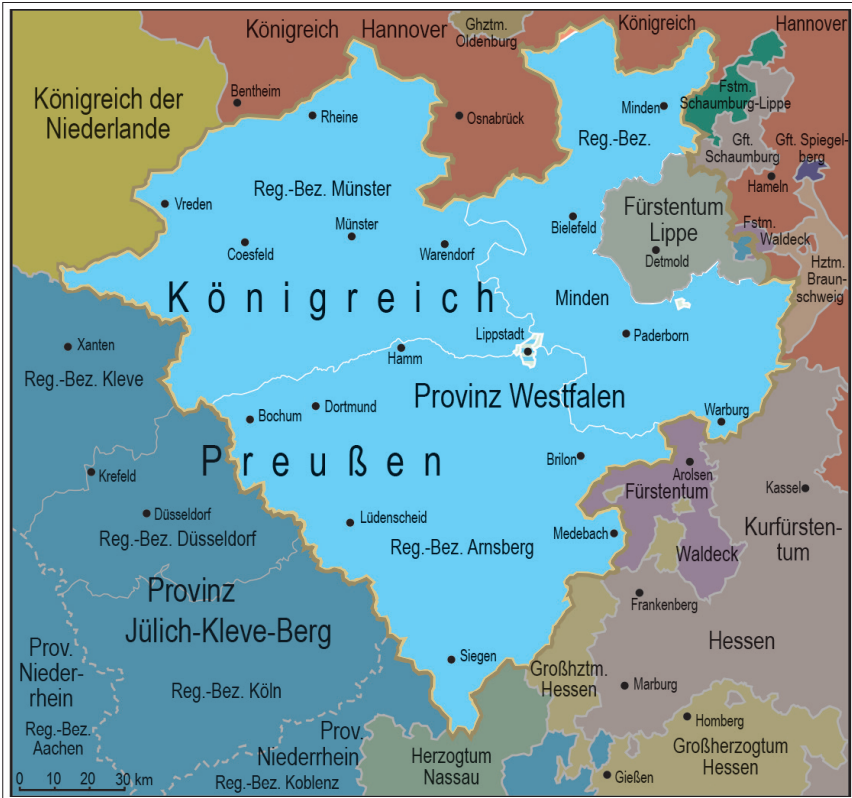 Königreich
Hannover
Ghztm.
Oldenburg
Königreich
Hannover
Königreich der
Niederlande
Bentheim
Rheine
Osnabrück
Minden
Reg.-Bez.
Fstm.
Schaumburg-Lippe
Gft.
Schaumburg
Gft. Spiegel-
berg
Hameln
Reg.-Bez. Münster
Vreden
Münster
Coesfeld
Warendorf
Bielefeld
Fürstentum
Lippe
Detmold
Fstm.
Waldeck
Hztm.
Braun-
schweig
Königreich
Minden
Xanten
Hamm
Lippstadt
Paderborn
Reg.-Bez. Kleve
Provinz Westfalen
Bochum
Dortmund
Warburg
Preußen
Brilon
Krefeld
Arolsen
Fürstentum
Kassel
Düsseldorf
Reg.-Bez. Düsseldorf
Lüdenscheid
Reg.-Bez. Arnsberg
Medebach
Waldeck
Kurfürsten-
tum
Provinz
Jülich-Kleve-Berg
Frankenberg
Hessen
Prov.
Nieder-
rhein
Reg.-Bez. Köln
Siegen
Großhztm.
Hessen
Marburg
Reg.-Bez.
Aachen
Prov.
Niederrhein
Homberg
Großherzogtum
Hessen
Herzogtum
Nassau
0 10 20 30 km
Reg.-Bez. Koblenz
Gießen